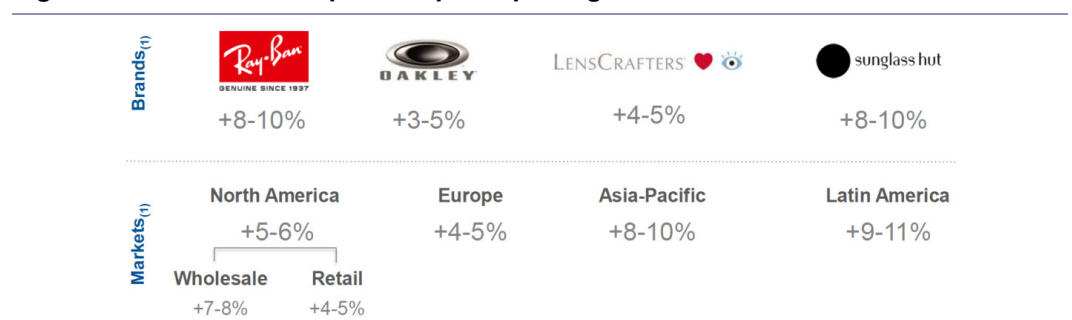 Brands(1)
Ray-Ban
GENUINE SINCE 1937
OAKLEY
LENSCRAFTERS
sunglass hut
+8-10%
+3-5%
+4-5%
+8-10%
Markets(1)
North America
Europe
Asia-Pacific
Latin America
+5-6%
+4-5%
+8-10%
+9-11%
Wholesale
Retail
+7-8%
+4-5%